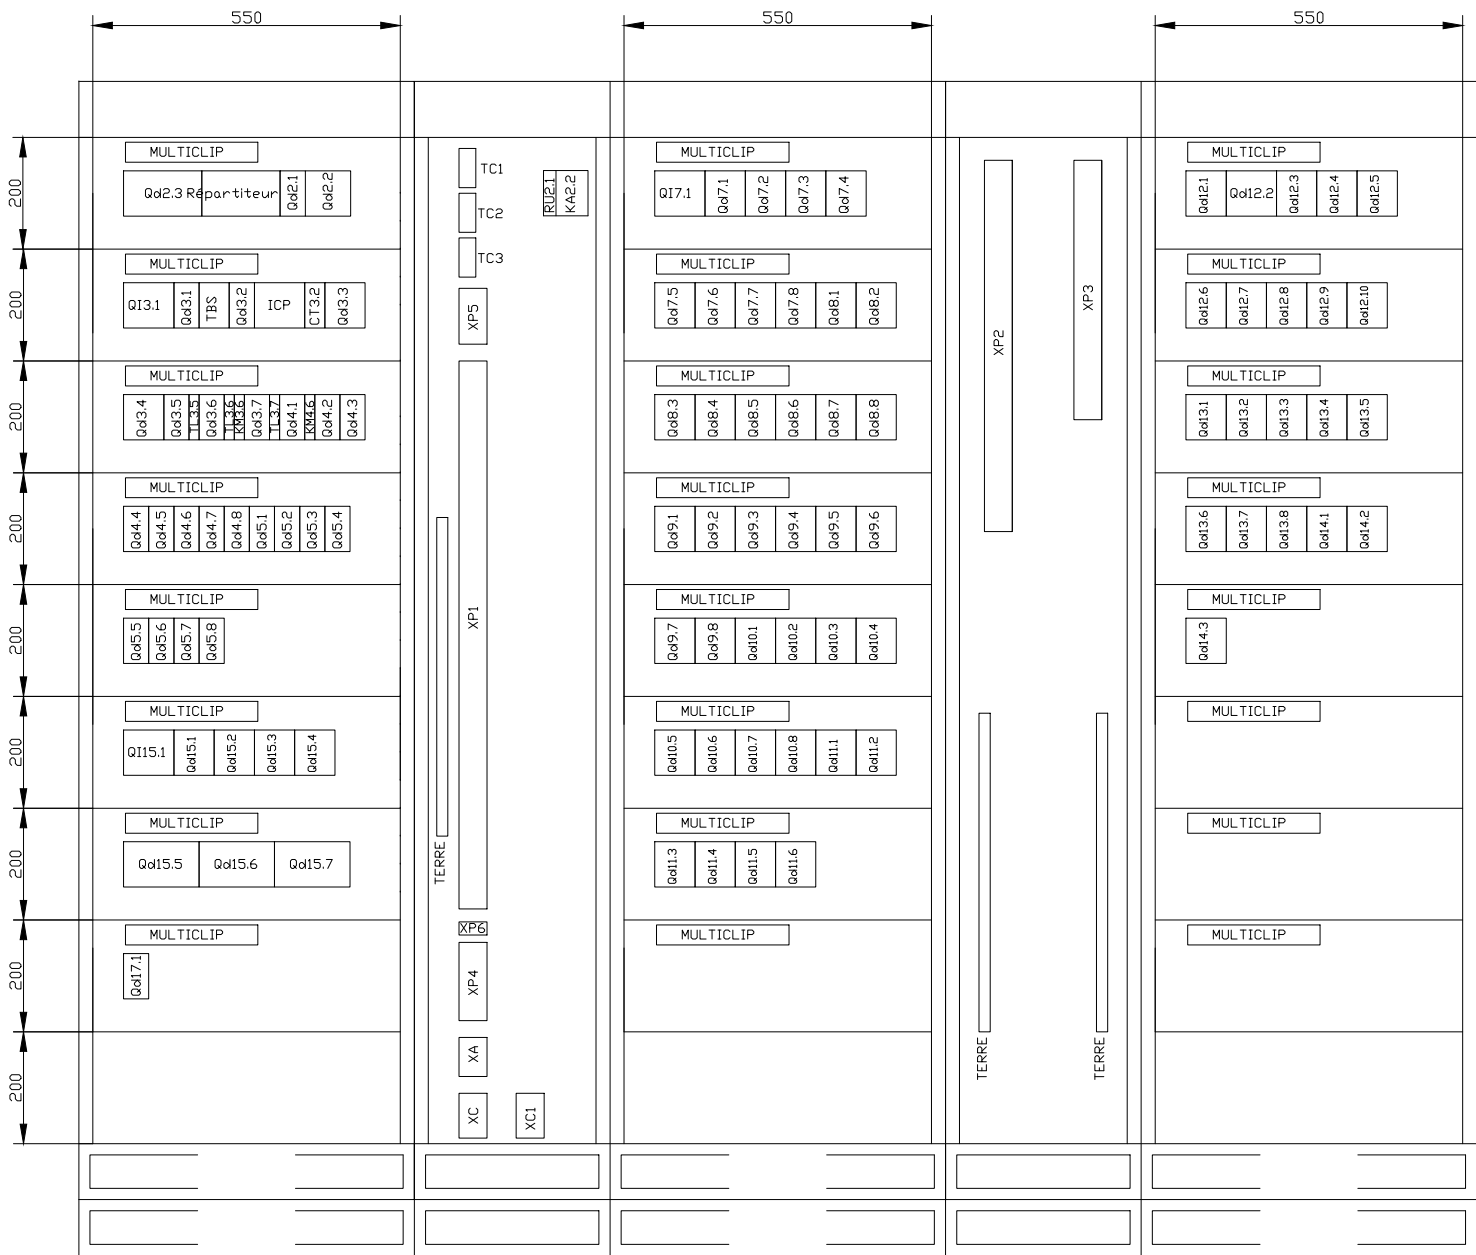 550 550 550
200
MULTICLIP
Qd2.3 Répartiteur Qd2.1 Qd2.2
200
MULTICLIP
QI3.1 Qd3.1 TBS Qd3.2 ICP CT3.2 Qd3.3
200
MULTICLIP
Qd3.4 Qd3.5 TL3.5 Qd3.6 TL3.6 KM3.6 Qd3.7 TL3.7 Qd4.1 KM4.6 Qd4.2 Qd4.3
200
MULTICLIP
Qd4.4 Qd4.5 Qd4.6 Qd4.7 Qd4.8 Qd5.1 Qd5.2 Qd5.3 Qd5.4
200
MULTICLIP
Qd5.5 Qd5.6 Qd5.7 Qd5.8
200
MULTICLIP
QI15.1 Qd15.1 Qd15.2 Qd15.3 Qd15.4
200
MULTICLIP
Qd15.5 Qd15.6 Qd15.7
200
MULTICLIP
Qd17.1
200
TC1
TC2
TC3
RU2.1 KA2.2
XP5
XP1
TERRE
XP6
XP4
XA
XC XC1
MULTICLIP
QI7.1 Qd7.1 Qd7.2 Qd7.3 Qd7.4
MULTICLIP
Qd7.5 Qd7.6 Qd7.7 Qd7.8 Qd8.1 Qd8.2
MULTICLIP
Qd8.3 Qd8.4 Qd8.5 Qd8.6 Qd8.7 Qd8.8
MULTICLIP
Qd9.1 Qd9.2 Qd9.3 Qd9.4 Qd9.5 Qd9.6
MULTICLIP
Qd9.7 Qd9.8 Qd10.1 Qd10.2 Qd10.3 Qd10.4
MULTICLIP
Qd10.5 Qd10.6 Qd10.7 Qd10.8 Qd11.1 Qd11.2
MULTICLIP
Qd11.3 Qd11.4 Qd11.5 Qd11.6
MULTICLIP
XP2
XP3
TERRE TERRE
MULTICLIP
Qd12.1 Qd12.2 Qd12.3 Qd12.4 Qd12.5
MULTICLIP
Qd12.6 Qd12.7 Qd12.8 Qd12.9 Qd12.10
MULTICLIP
Qd13.1 Qd13.2 Qd13.3 Qd13.4 Qd13.5
MULTICLIP
Qd13.6 Qd13.7 Qd13.8 Qd14.1 Qd14.2
MULTICLIP
Qd14.3
MULTICLIP
MULTICLIP
MULTICLIP